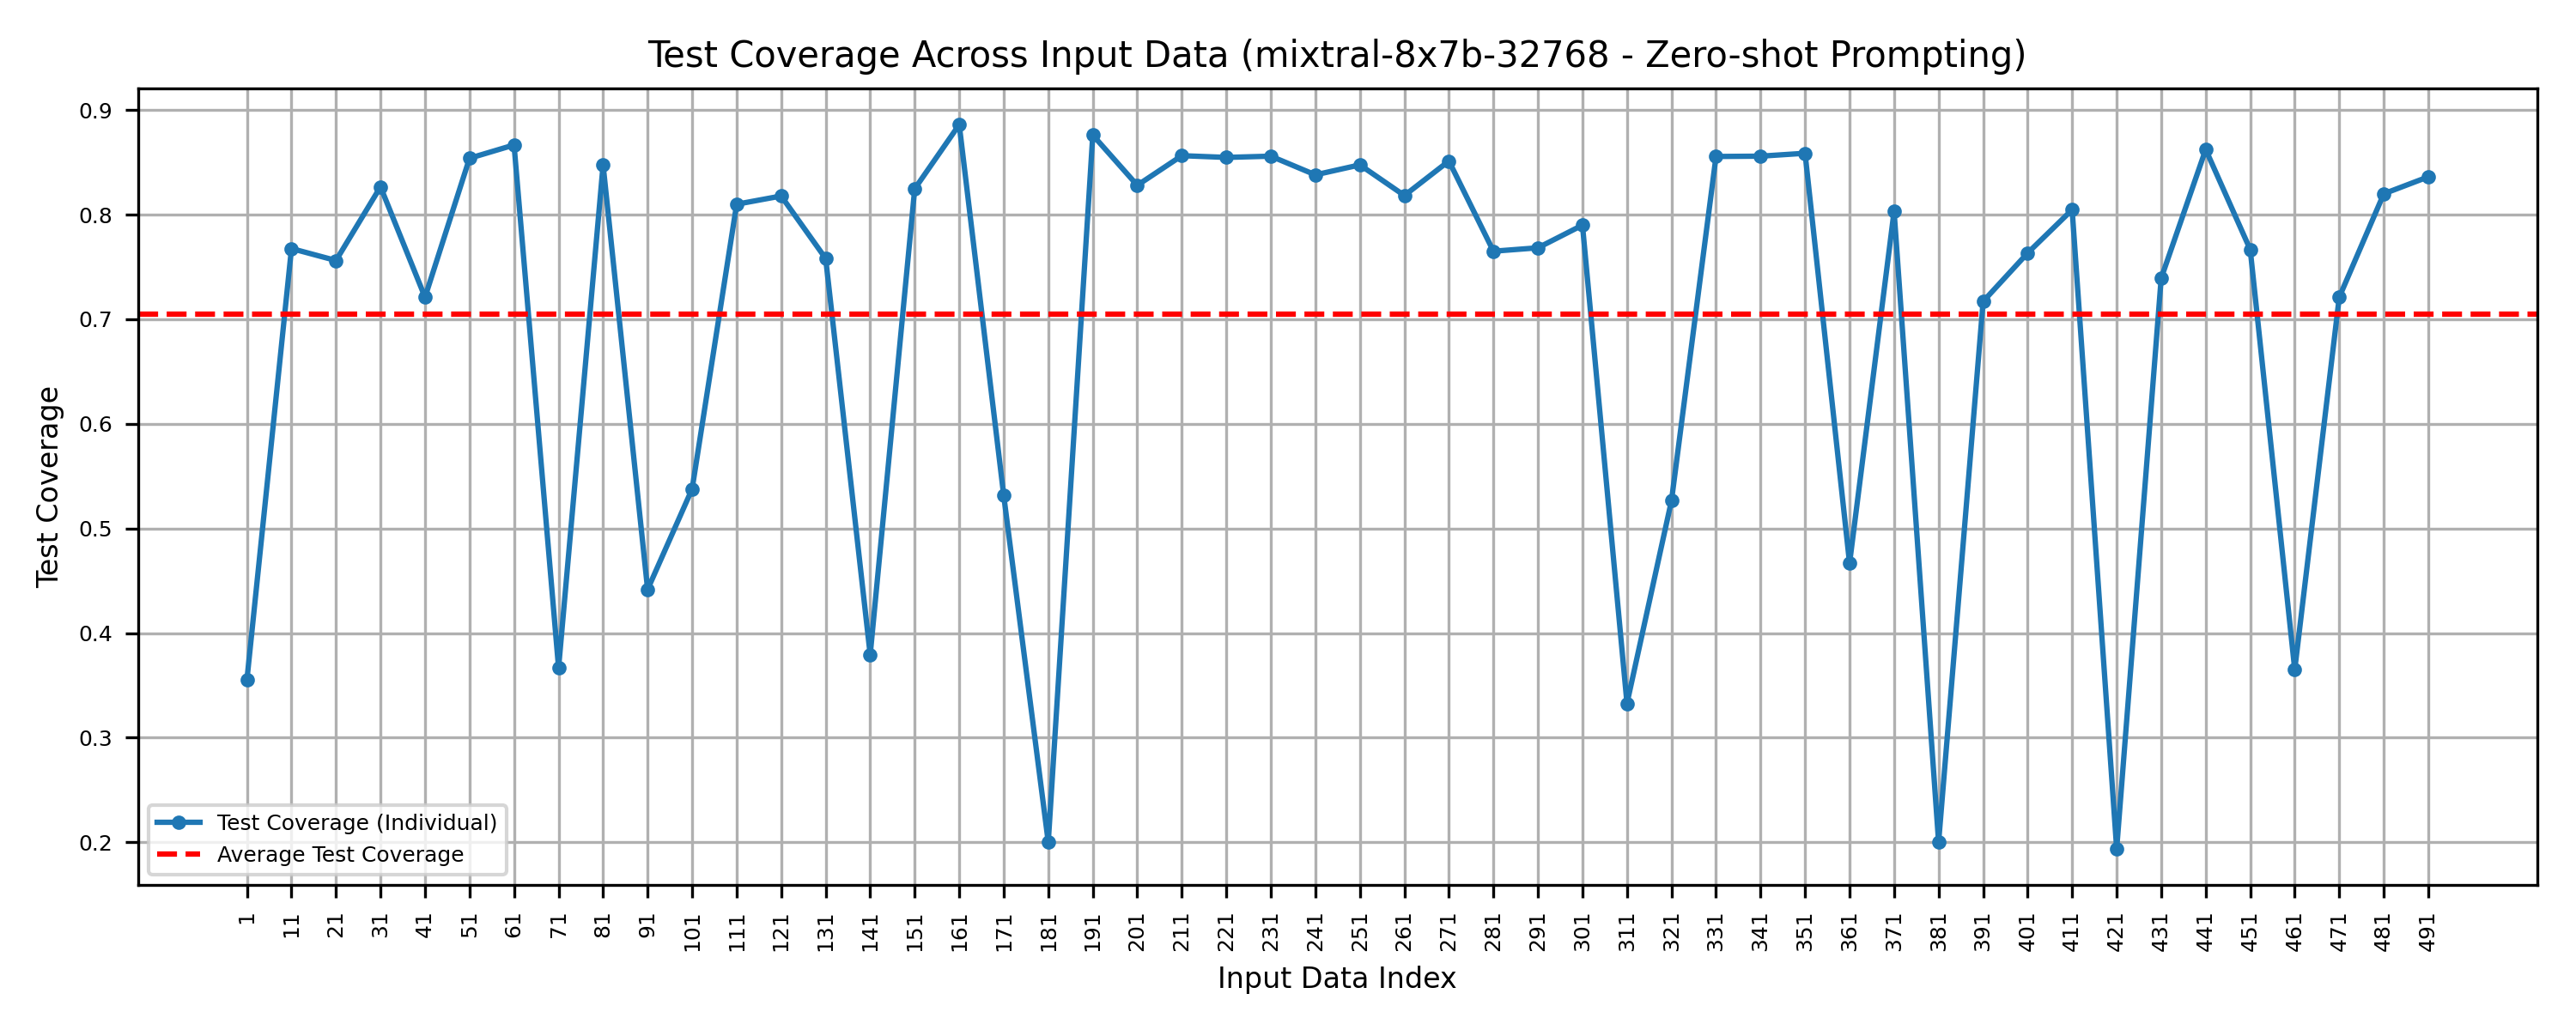 Test Coverage Across Input Data (mixtral-8x7b-32768 - Zero-shot Prompting)
Test Coverage
0.9
0.8
0.7
0.6
0.5
0.4
0.3
0.2
Test Coverage (Individual)
Average Test Coverage
1 11 21 31 41 51 61 71 81 91 101 111 121 131 141 151 161 171 181 191 201 211 221 231 241 251 261 271 281 291 301 311 321 331 341 351 361 371 381 391 401 411 421 431 441 451 461 471 481 491
Input Data Index